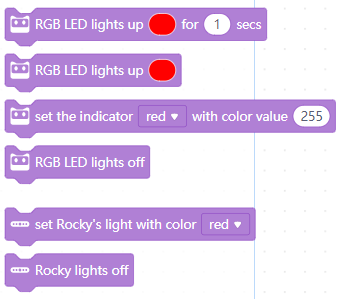 RGB LED lights up for 1 secs
RGB LED lights up
set the indicator red with color value 255
RGB LED lights off
set Rocky's light with color red
Rocky lights off